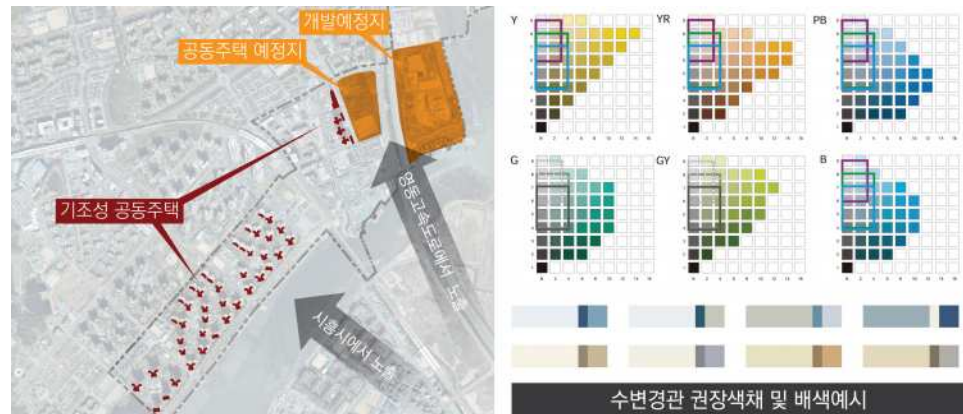 개발예정지
공동주택 예정지
기조성 공동주택
영동고속도로에서 노출
시흥시에서 노출
Y
YR
PB
G
GY
B
수변경관 권장색채 및 배색예시